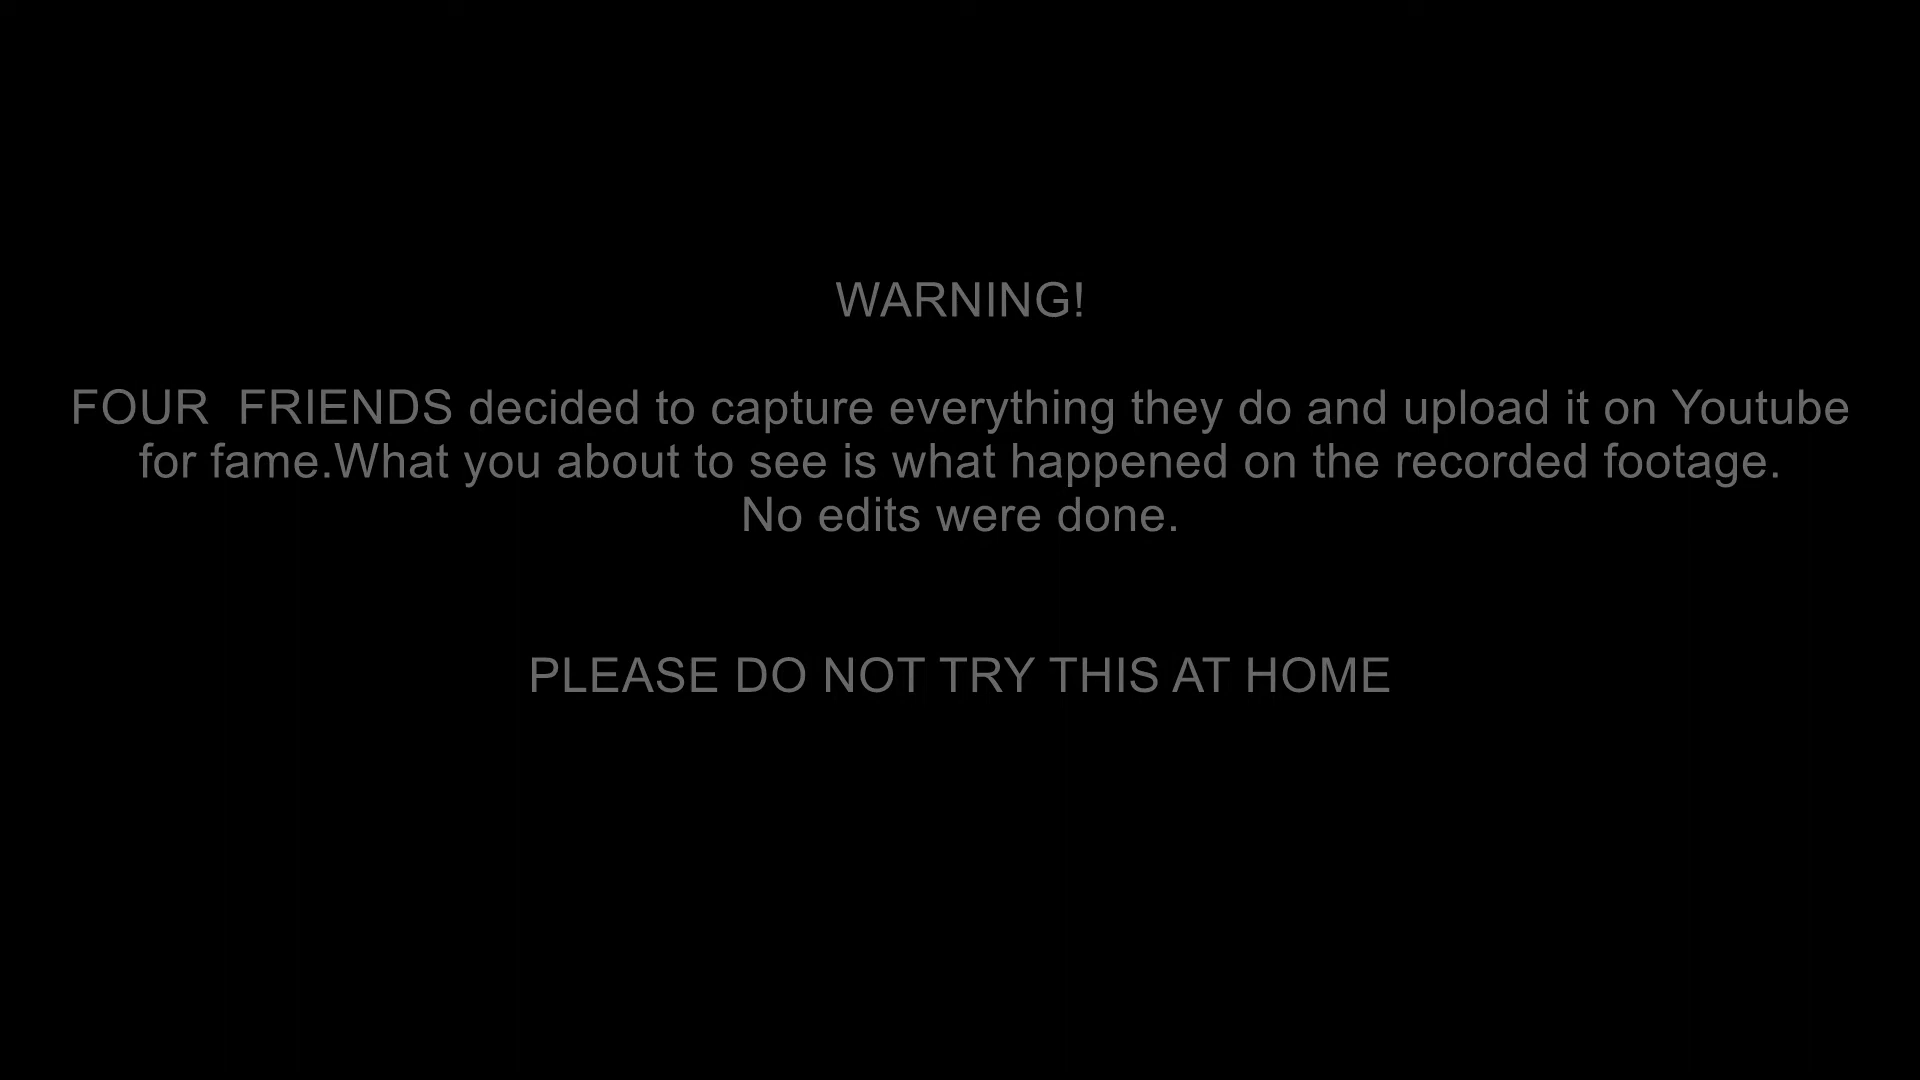 WARNING!
FOUR  FRIENDS decided to capture everything they do and upload it on Youtube
for fame.What you about to see is what happened on the recorded footage.
No edits were done.
PLEASE DO NOT TRY THIS AT HOME